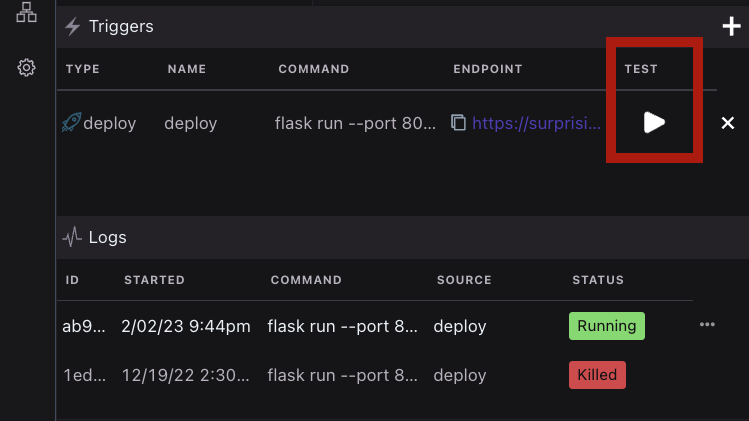 Triggers
TYPE NAME COMMAND ENDPOINT TEST
deploy deploy flask run --port 80... https://surprisi...
Logs
ID STARTED COMMAND SOURCE STATUS
ab9... 2/02/23 9:44pm flask run --port 8... deploy Running
1ed... 12/19/22 2:30... flask run --port 8... deploy Killed